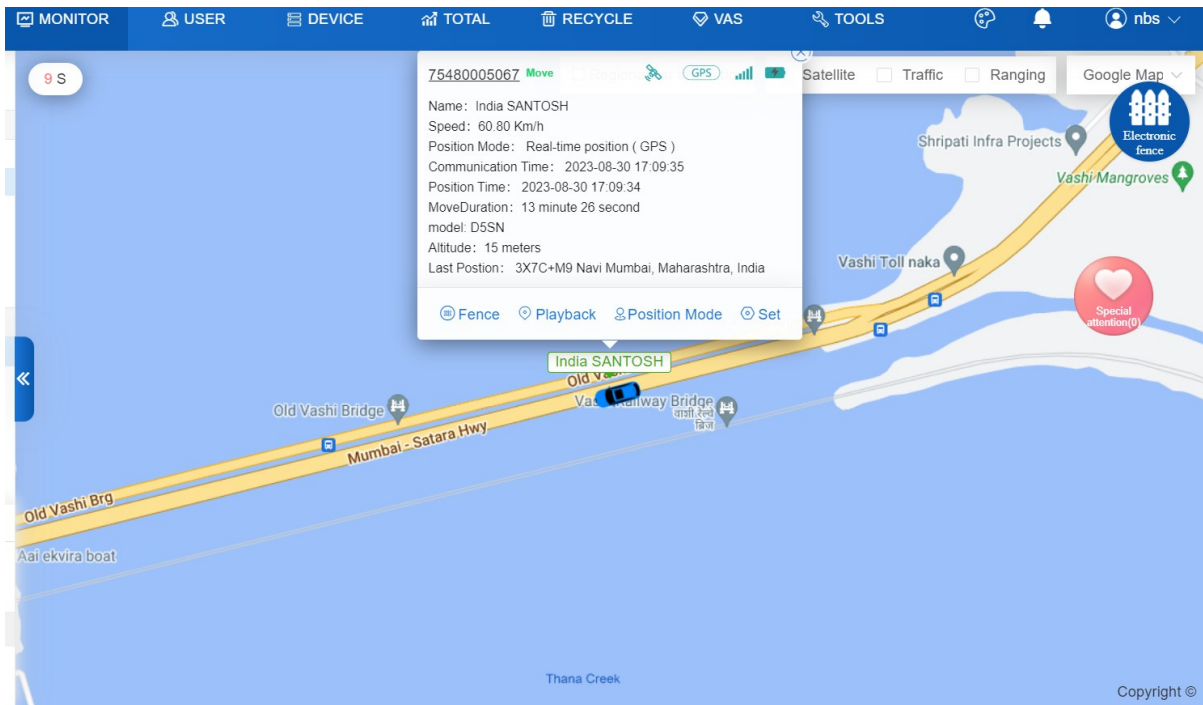 MONITOR USER DEVICE TOTAL RECYCLE VAS TOOLS nbs
9 S
75480005067 Move GPS
Satellite Traffic Ranging Google Map
Name: India SANTOSH
Speed: 60.80 Km/h
Position Mode: Real-time position ( GPS )
Communication Time: 2023-08-30 17:09:35
Position Time: 2023-08-30 17:09:34
MoveDuration: 13 minute 26 second
model: D5SN
Altitude: 15 meters
Last Postion: 3X7C+M9 Navi Mumbai, Maharashtra, India
Fence Playback Position Mode Set
Electronic
fence
Shripati Infra Projects
Vashi Mangroves
Vashi Toll naka
Special
attention(0)
India SANTOSH
Old
Railway Bridge
वाशी रेल्वे
ब्रिज
Old Vashi Bridge
Mumbai - Satara Hwy
Old Vashi Brg
Aai ekvira boat
Thana Creek
Copyright ©